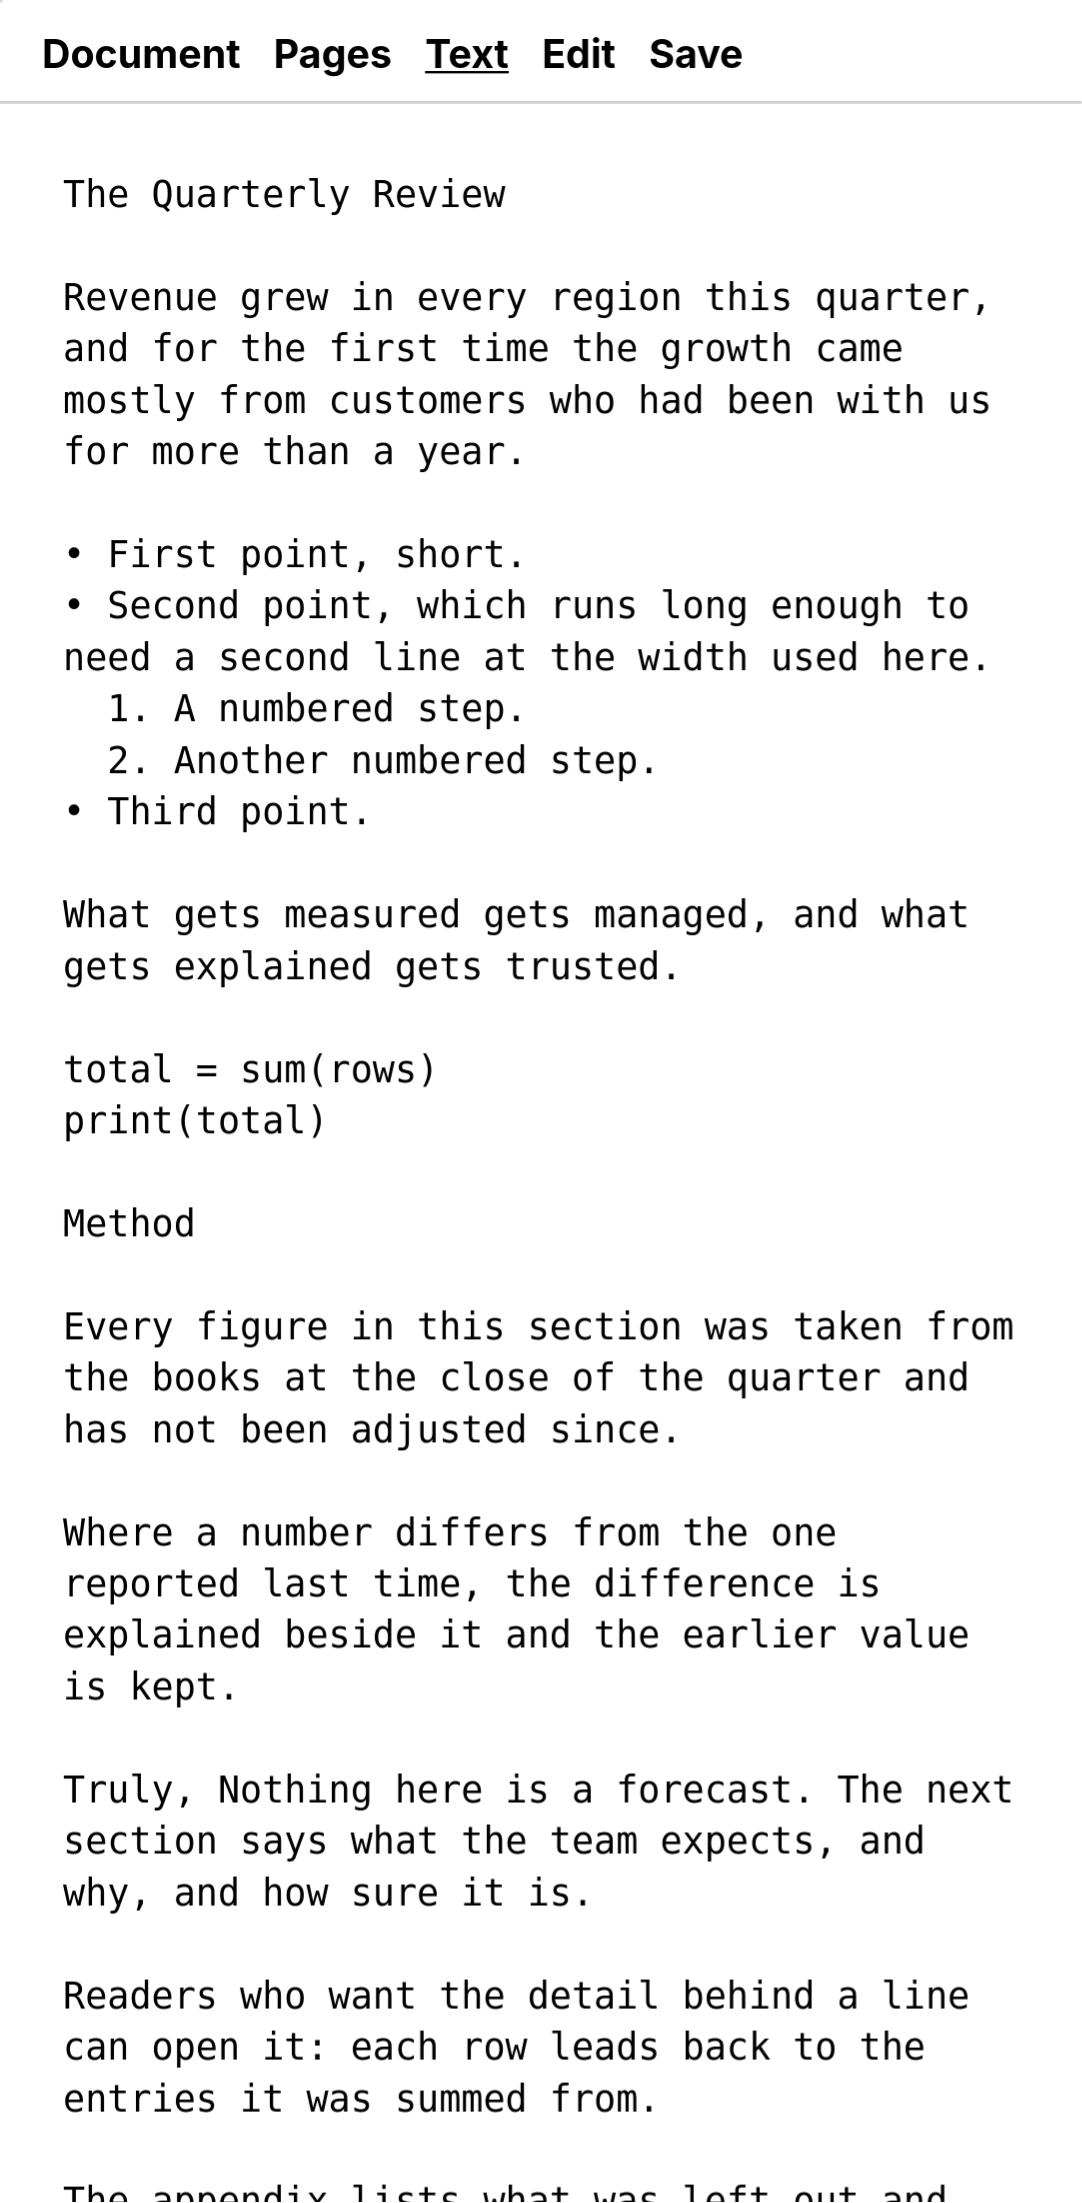 Document Pages Text Edit Save
The Quarterly Review
Revenue grew in every region this quarter,
and for the first time the growth came
mostly from customers who had been with us
for more than a year.
• First point, short.
• Second point, which runs long enough to
need a second line at the width used here.
1. A numbered step.
2. Another numbered step.
• Third point.
What gets measured gets managed, and what
gets explained gets trusted.
total = sum(rows)
print(total)
Method
Every figure in this section was taken from
the books at the close of the quarter and
has not been adjusted since.
Where a number differs from the one
reported last time, the difference is
explained beside it and the earlier value
is kept.
Truly, Nothing here is a forecast. The next
section says what the team expects, and
why, and how sure it is.
Readers who want the detail behind a line
can open it: each row leads back to the
entries it was summed from.
The appendix lists what was left out and